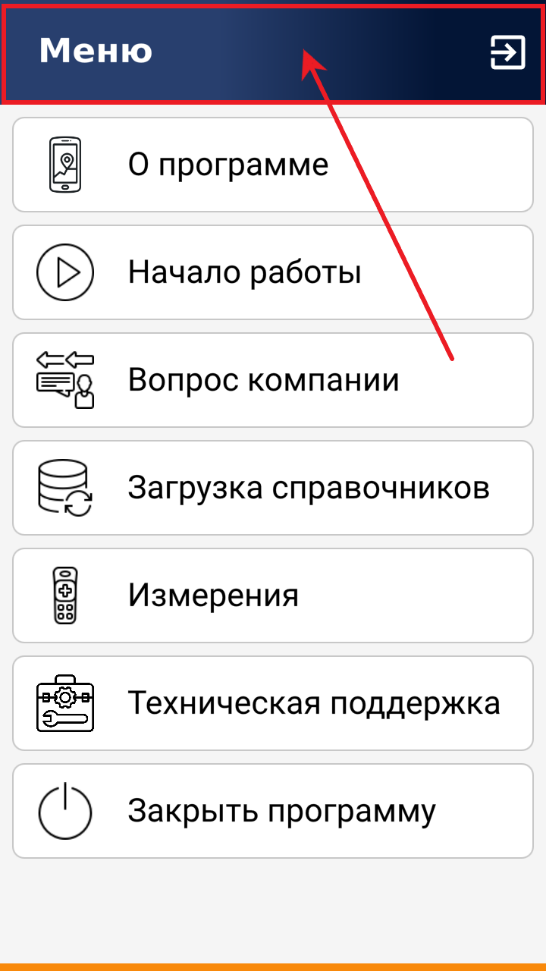 Меню
О программе
Начало работы
Вопрос компании
Загрузка справочников
Измерения
Техническая поддержка
Закрыть программу